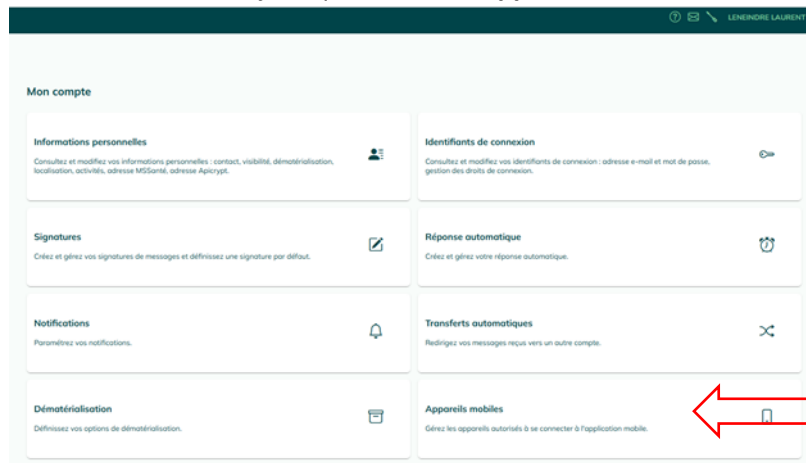 LENEINDRE LAURENT
Mon compte
Informations personnelles
Consultez et modifiez vos informations personnelles : contact, visibilité, dématérialisation,
localisation, activités, adresse MSSanté, adresse Apicrypt.
Identifiants de connexion
Consultez et modifiez vos identifiants de connexion : adresse e-mail et mot de passe,
gestion des droits de connexion.
Signatures
Créez et gérez vos signatures de messages et définissez une signature par défaut.
Réponse automatique
Créez et gérez votre réponse automatique.
Notifications
Paramétrez vos notifications.
Transferts automatiques
Redirigez vos messages reçus vers un autre compte.
Dématérialisation
Définissez vos options de dématérialisation.
Appareils mobiles
Gérez les appareils autorisés à se connecter à l'application mobile.